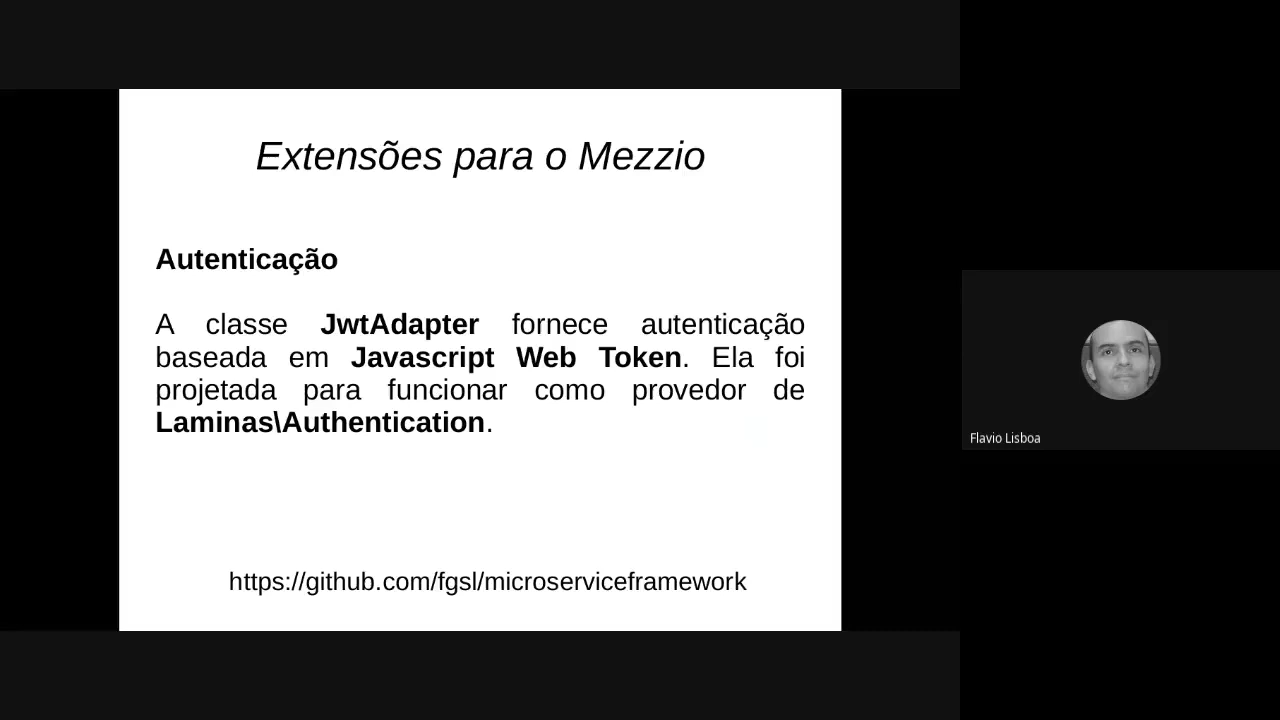 Extensões para o Mezzio
Autenticação
A classe JwtAdapter fornece autenticação
baseada em Javascript Web Token. Ela foi
projetada para funcionar como provedor de
Laminas\Authentication.
https://github.com/fgsl/microserviceframework
Flavio Lisboa